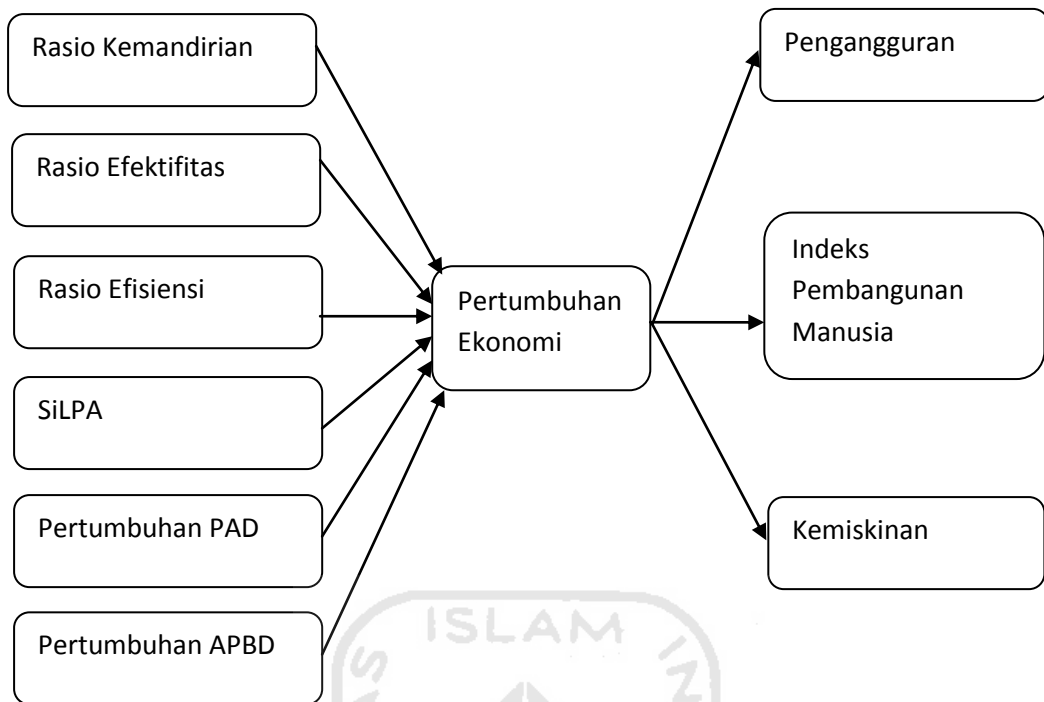 Rasio Kemandirian
Rasio Efektifitas
Rasio Efisiensi
SiLPA
Pertumbuhan PAD
Pertumbuhan APBD
Pertumbuhan
Ekonomi
Pengangguran
Indeks
Pembangunan
Manusia
Kemiskinan
ISLAM